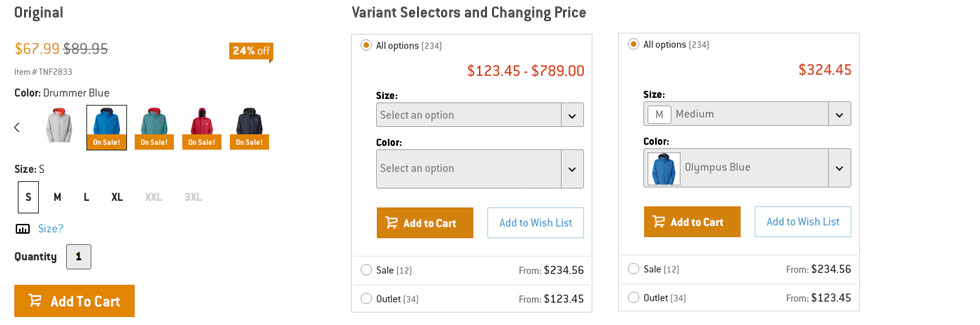 Original
$67.99 $89.95
24% off
Item # TNF2833
Color: Drummer Blue
On Sale! On Sale! On Sale! On Sale!
Size: S
S M L XL XXL 3XL
Size?
Quantity 1
Add To Cart
Variant Selectors and Changing Price
All options (234)
$123.45 - $789.00
Size:
Select an option
Color:
Select an option
Add to Cart
Add to Wish List
Sale (12) From: $234.56
Outlet (34) From: $123.45
All options (234)
$324.45
Size:
M Medium
Color:
Olympus Blue
Add to Cart
Add to Wish List
Sale (12) From: $234.56
Outlet (34) From: $123.45